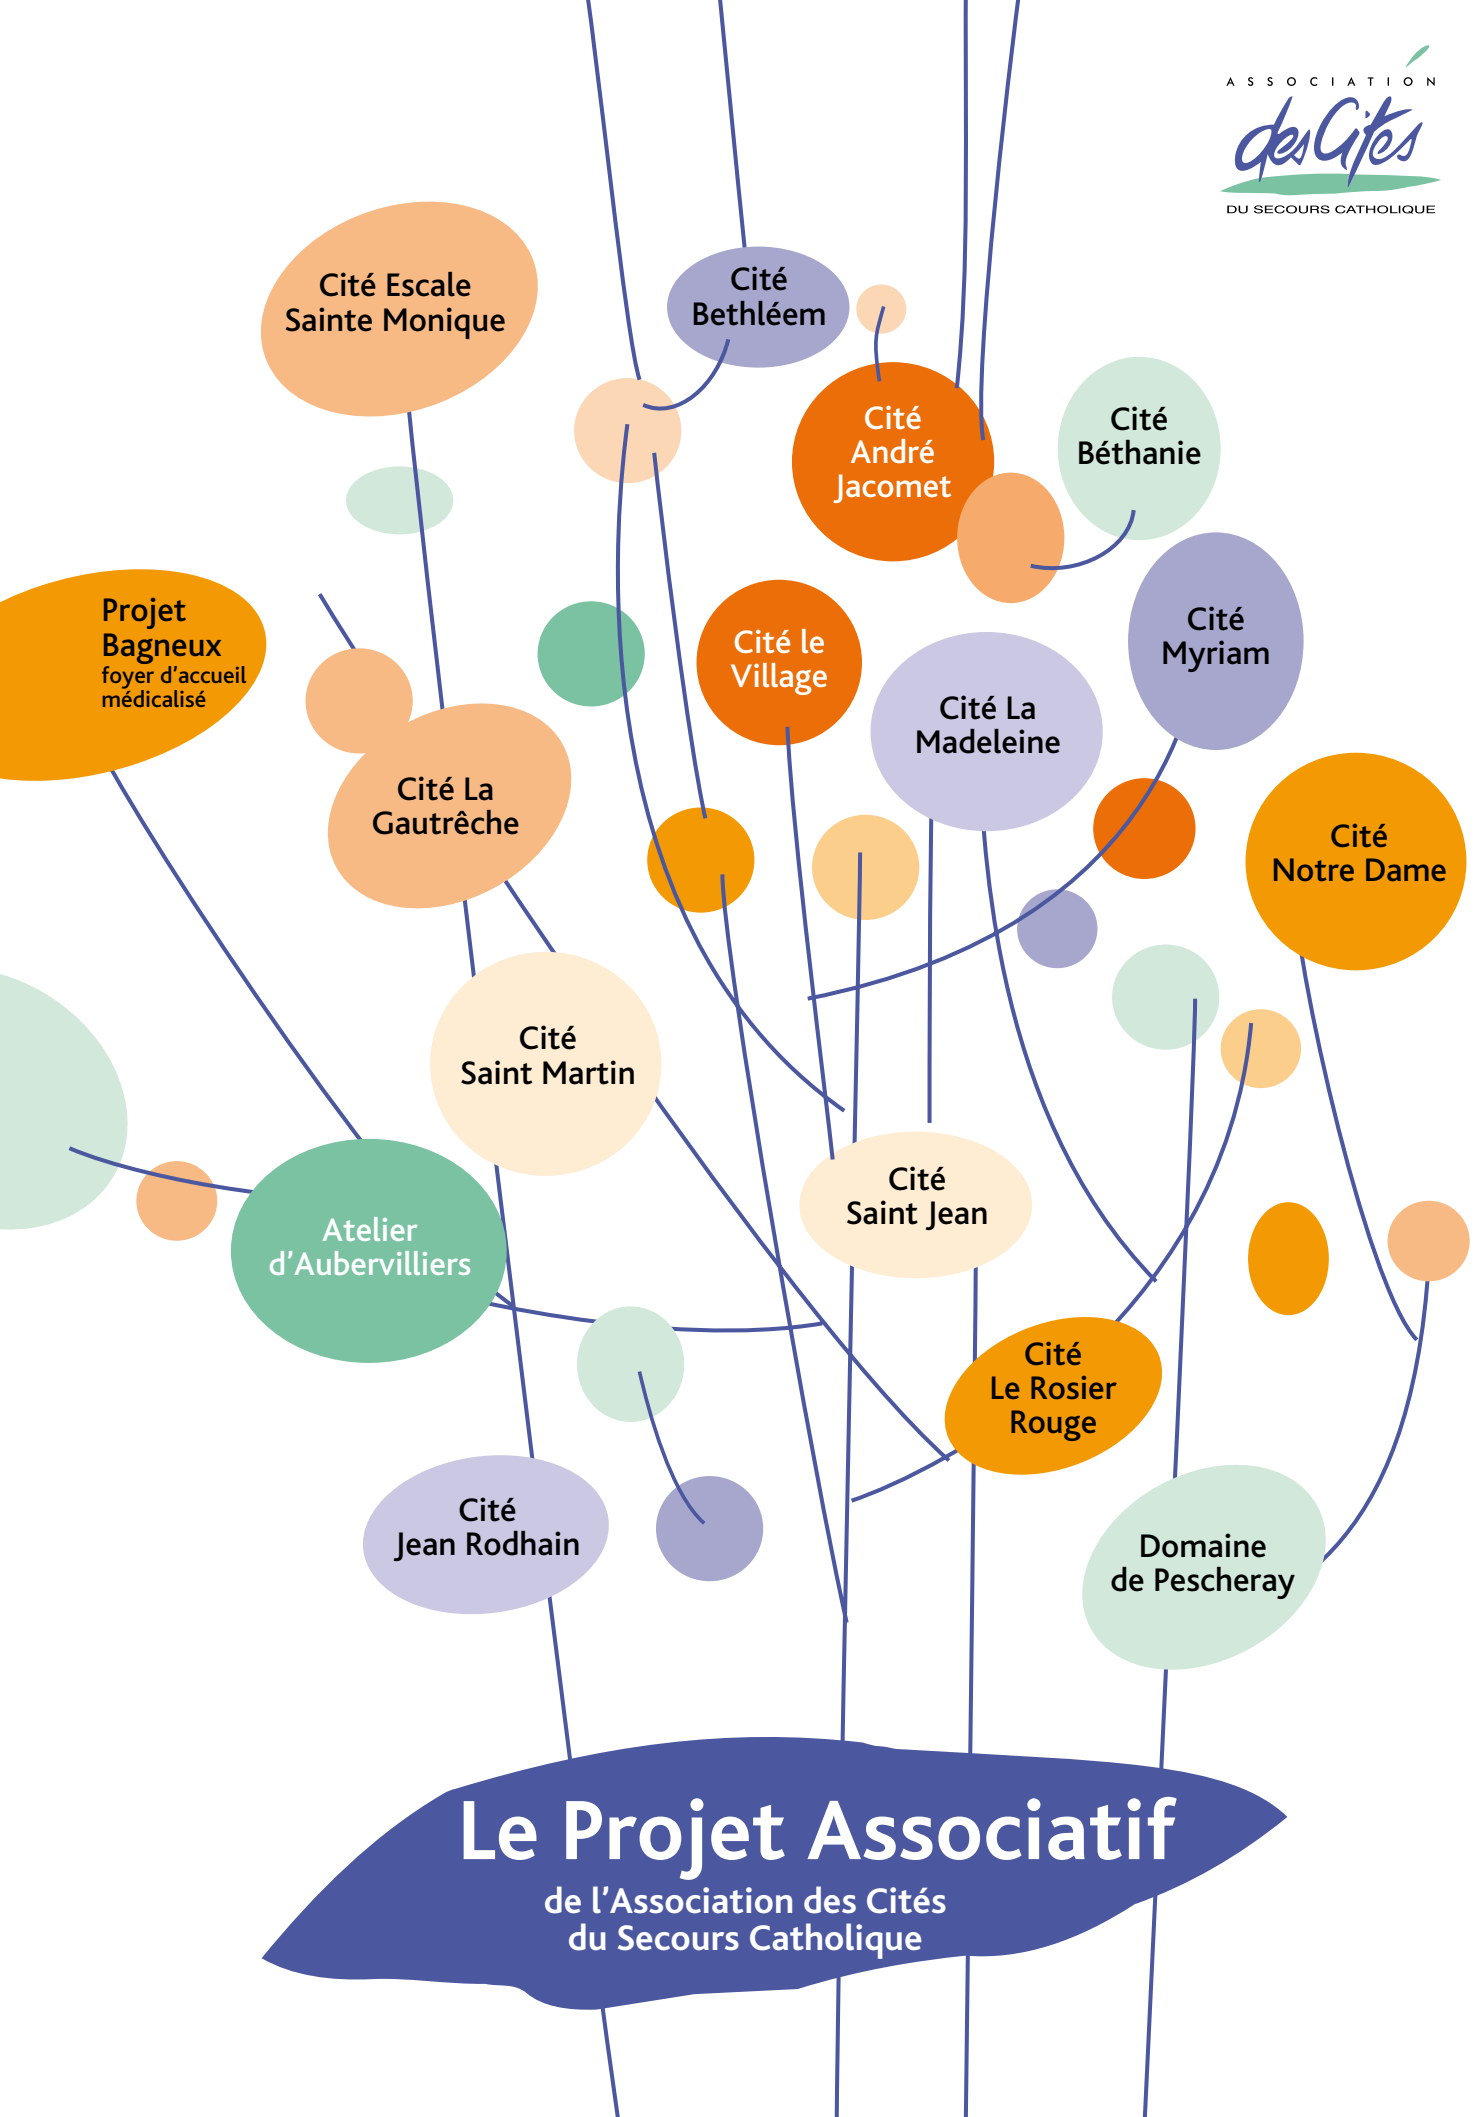 ASSOCIATION
des Cités
DU SECOURS CATHOLIQUE
Cité Escale
Sainte Monique
Cité
Bethléem
Cité
André
Jacomet
Cité
Béthanie
Projet
Bagneux
foyer d'accueil
médicalisé
Cité le
Village
Cité
Myriam
Cité La
Madeleine
Cité La
Gautrêche
Cité
Notre Dame
Cité
Saint Martin
Cité
Saint Jean
Atelier
d'Aubervilliers
Cité
Le Rosier
Rouge
Cité
Jean Rodhain
Domaine
de Pescheray
Le Projet Associatif
de l'Association des Cités
du Secours Catholique